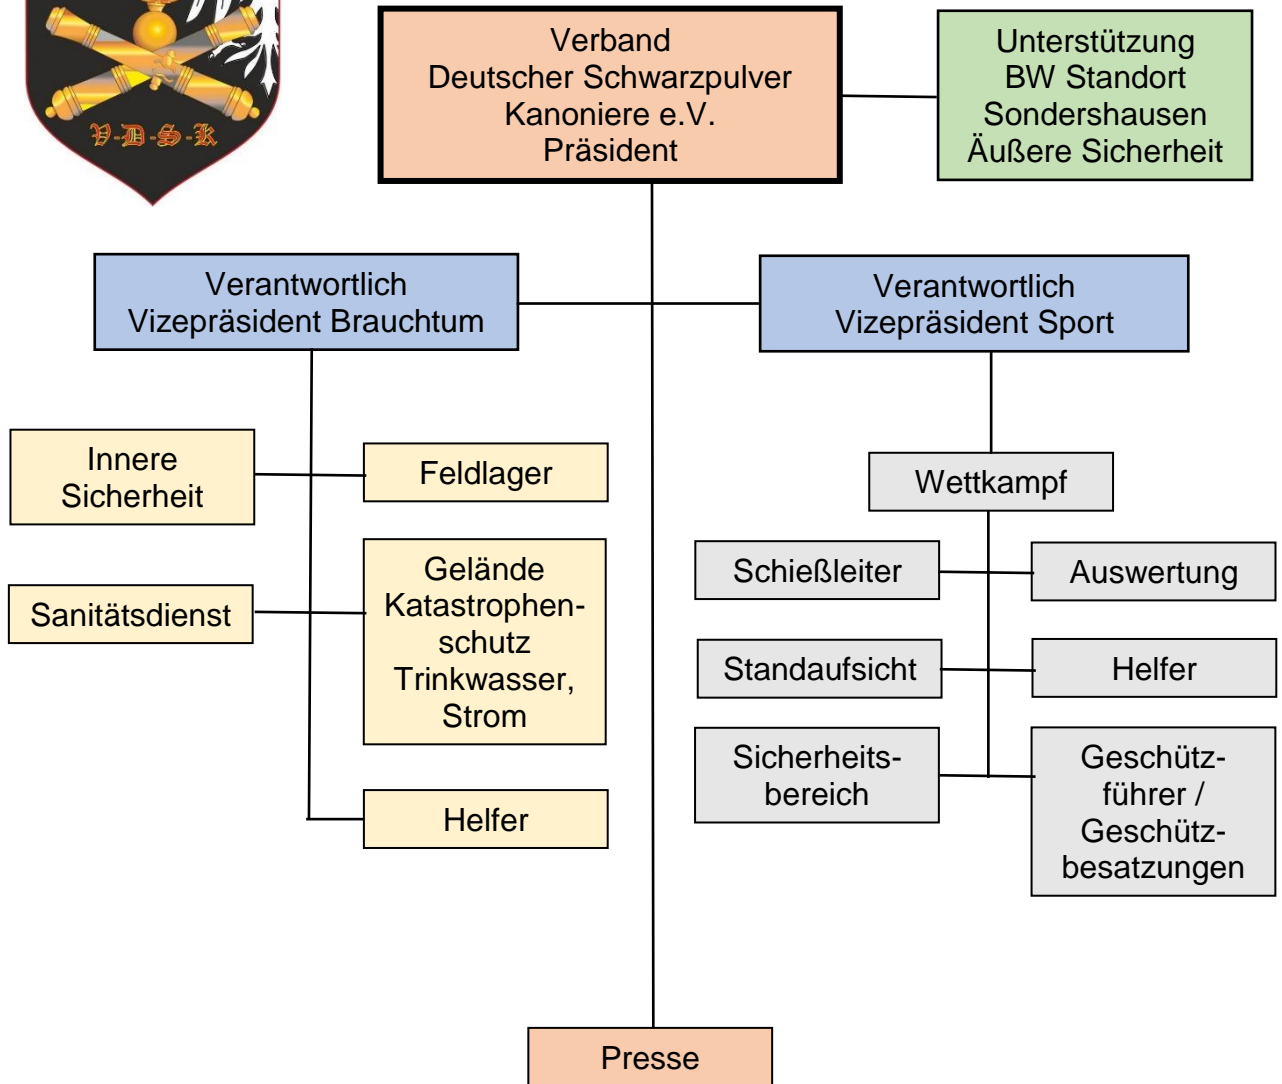 V-D-S-K
Verband
Deutscher Schwarzpulver
Kanoniere e.V.
Präsident
Unterstützung
BW Standort
Sondershausen
Äußere Sicherheit
Verantwortlich
Vizepräsident Brauchtum
Verantwortlich
Vizepräsident Sport
Innere
Sicherheit
Feldlager
Sanitätsdienst
Gelände
Katastrophen-
schutz
Trinkwasser,
Strom
Helfer
Wettkampf
Schießleiter
Auswertung
Standaufsicht
Helfer
Sicherheits-
bereich
Geschütz-
führer /
Geschütz-
besatzungen
Presse